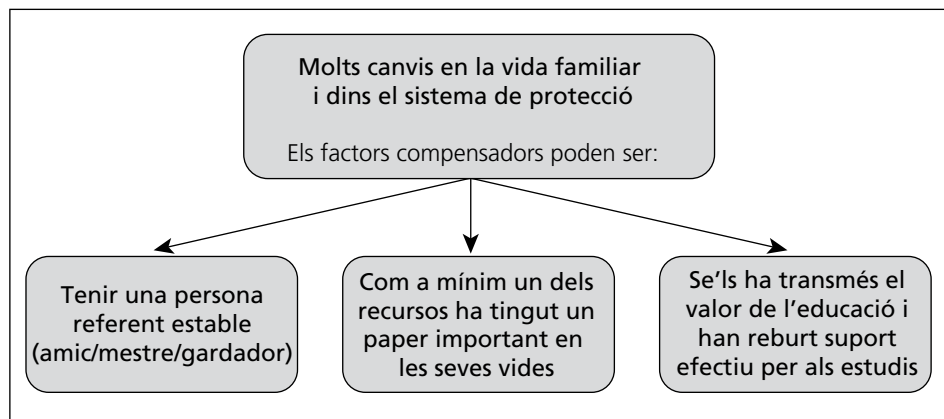 Molts canvis en la vida familiar
i dins el sistema de protecció
Els factors compensadors poden ser:
Tenir una persona
referent estable
(amic/mestre/gardador)
Com a mínim un dels
recursos ha tingut un
paper important en
les seves vides
Se'ls ha transmés el
valor de l'educació i
han reburt suport
efectiu per als estudis